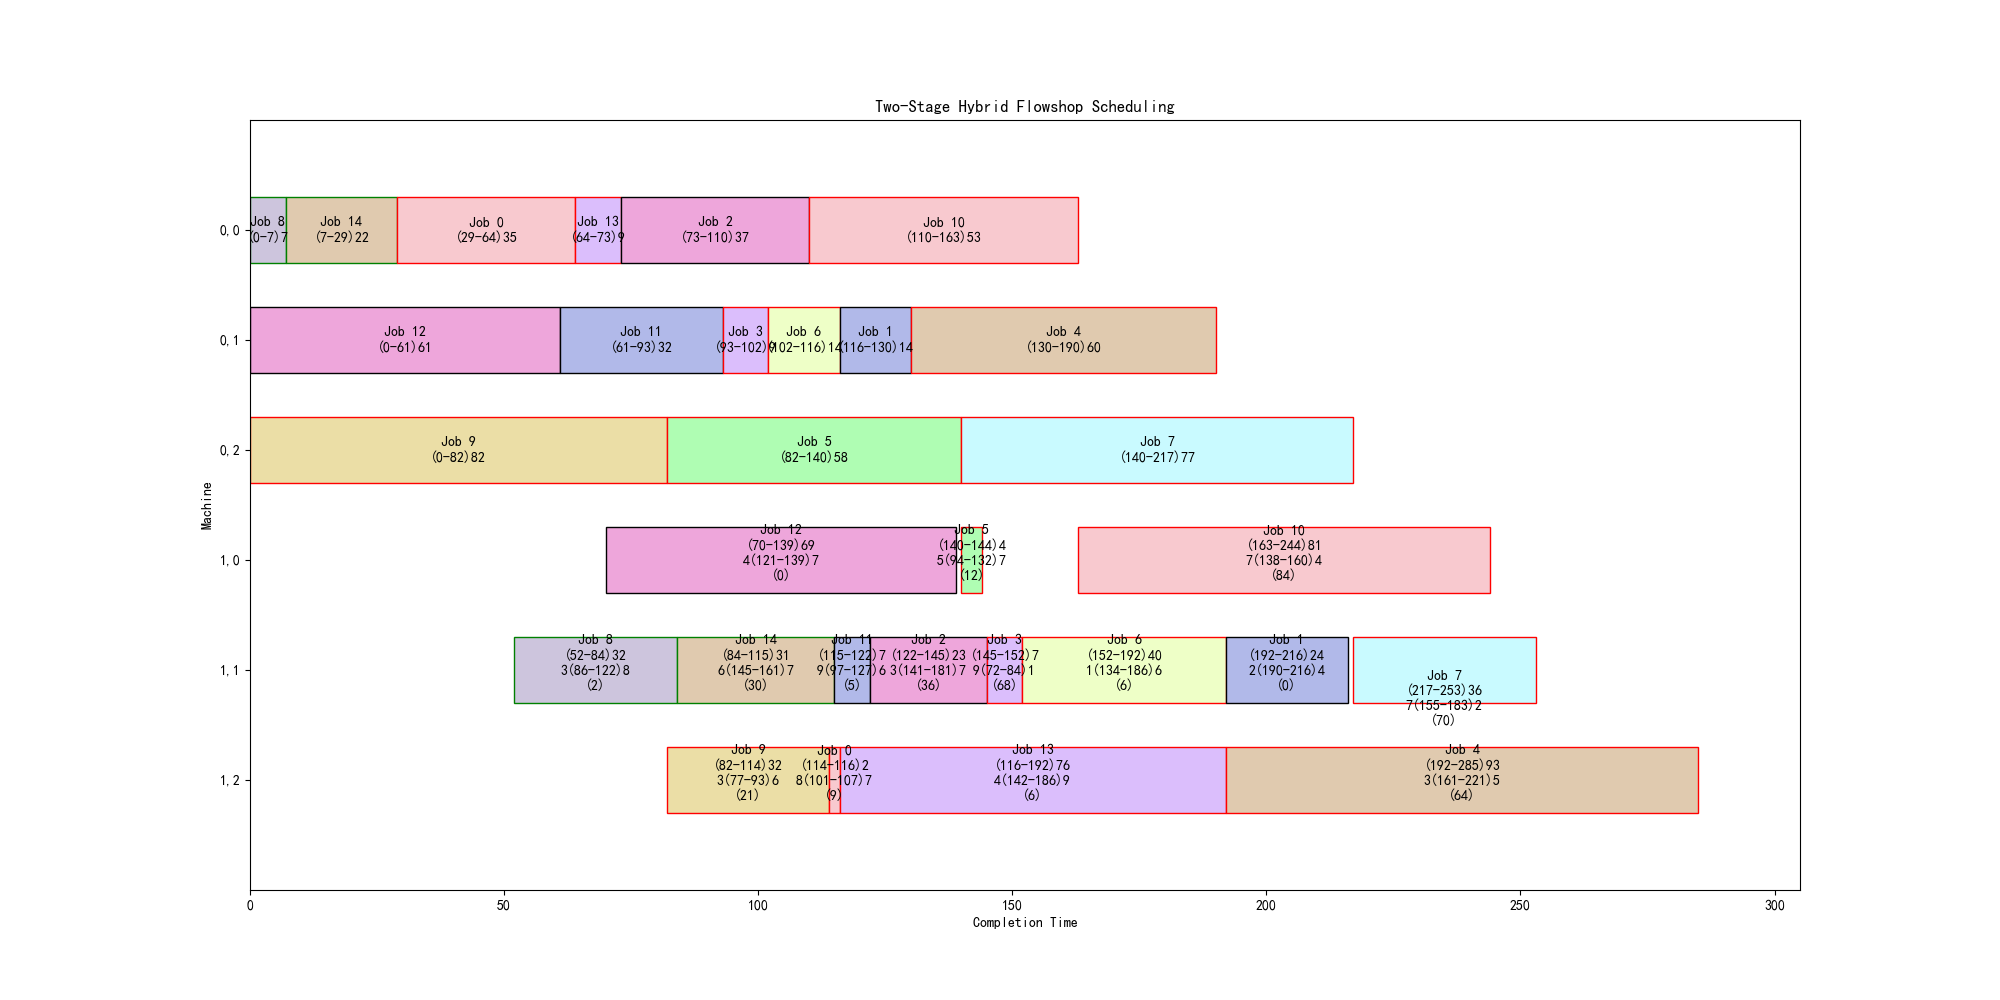 Two-Stage Hybrid Flowshop Scheduling
Machine
0,0
Job 8
(0-7)7
Job 14
(7-29)22
Job 0
(29-64)35
Job 13
(64-73)9
Job 2
(73-110)37
Job 10
(110-163)53
0,1
Job 12
(0-61)61
Job 11
(61-93)32
Job 3
(93-102)9
Job 6
(102-116)14
Job 1
(116-130)14
Job 4
(130-190)60
0,2
Job 9
(0-82)82
Job 5
(82-140)58
Job 7
(140-217)77
1,0
Job 12
(70-139)69
4(121-139)7
(0)
Job 5
(140-144)4
5(94-132)7
(12)
Job 10
(163-244)81
7(138-160)4
(84)
1,1
Job 8
(52-84)32
3(86-122)8
(2)
Job 14
(84-115)31
6(145-161)7
(30)
Job 11
(115-122)7
9(97-127)6
(5)
Job 2
(122-145)23
3(141-181)7
(36)
Job 3
(145-152)7
9(72-84)1
(68)
Job 6
(152-192)40
1(134-186)6
(6)
Job 1
(192-216)24
2(190-216)4
(0)
Job 7
(217-253)36
7(155-183)2
(70)
1,2
Job 9
(82-114)32
3(77-93)6
(21)
Job 0
(114-116)2
8(101-107)7
(9)
Job 13
(116-192)76
4(142-186)9
(6)
Job 4
(192-285)93
3(161-221)5
(64)
0
50
100
150
200
250
300
Completion Time